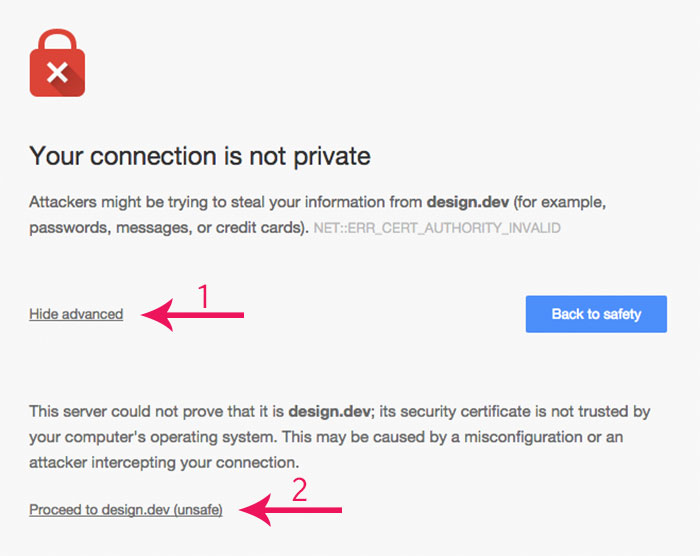 Your connection is not private
Attackers might be trying to steal your information from design.dev (for example,
passwords, messages, or credit cards). NET::ERR_CERT_AUTHORITY_INVALID
1
Hide advanced
Back to safety
This server could not prove that it is design.dev; its security certificate is not trusted by
your computer's operating system. This may be caused by a misconfiguration or an
attacker intercepting your connection.
2
Proceed to design.dev (unsafe)